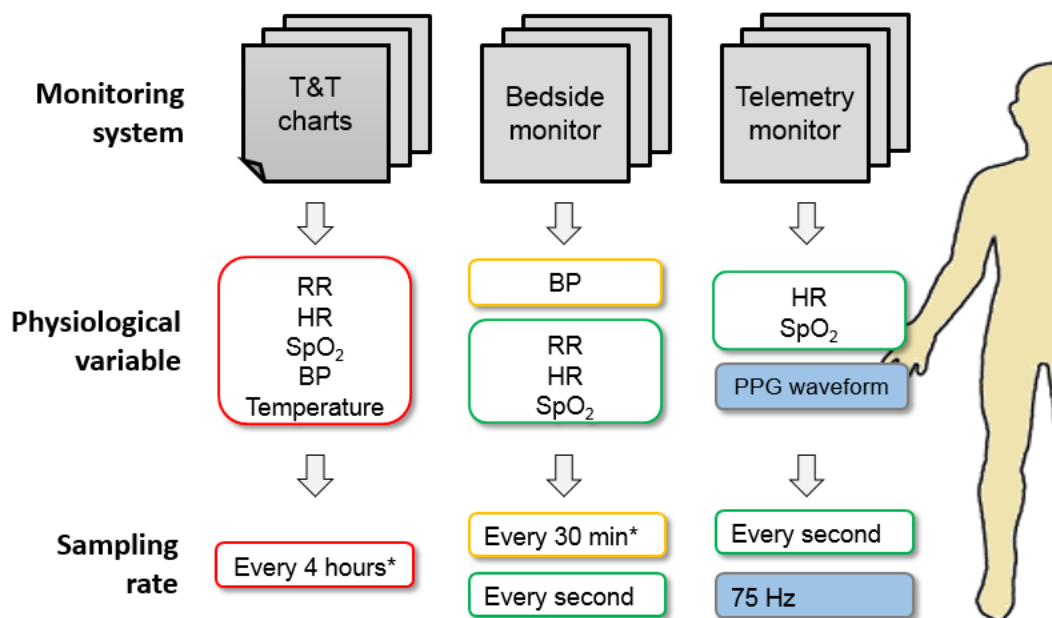 Monitoring
system
T&T
charts
Bedside
monitor
Telemetry
monitor
Physiological
variable
RR
HR
SpO₂
BP
Temperature
BP
RR
HR
SpO₂
HR
SpO₂
PPG waveform
Sampling
rate
Every 4 hours*
Every 30 min*
Every second
Every second
75 Hz